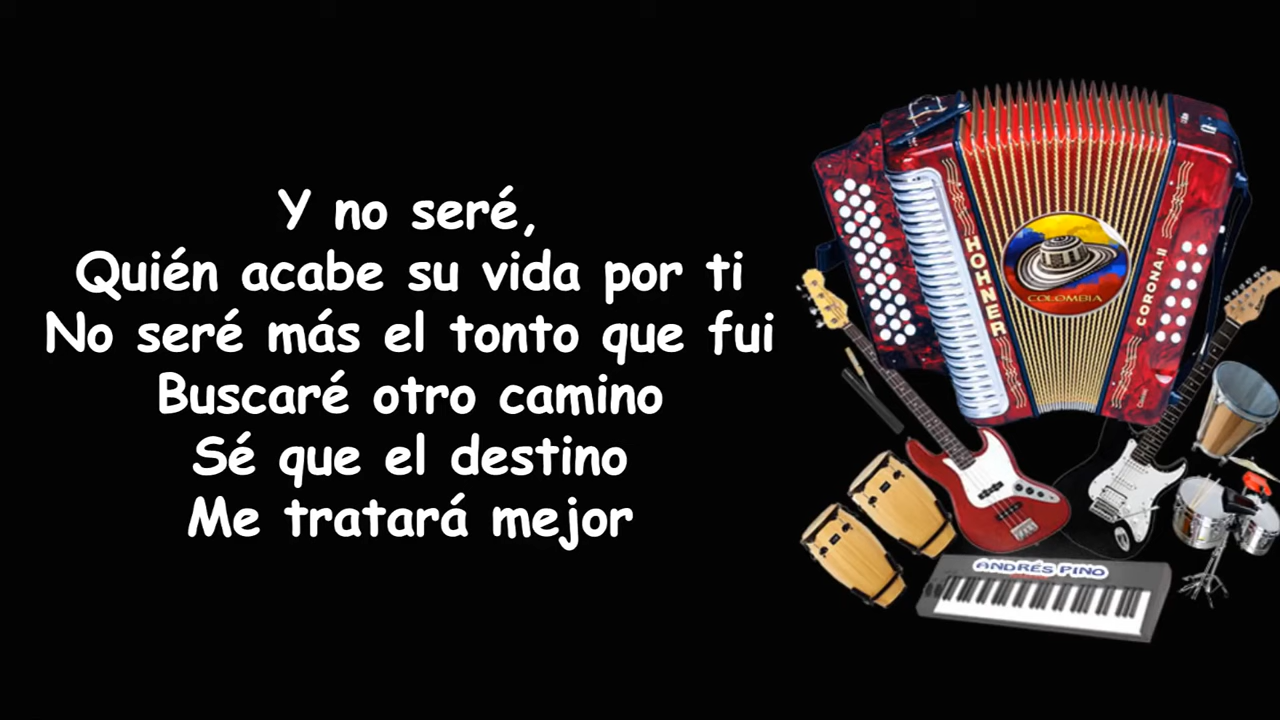 Y no seré,
Quién acabe su vida por ti
No seré más el tonto que fui
Buscaré otro camino
Sé que el destino
Me tratará mejor
HOHNER
COLOMBIA
CORONA II
ANDRÉS PINO